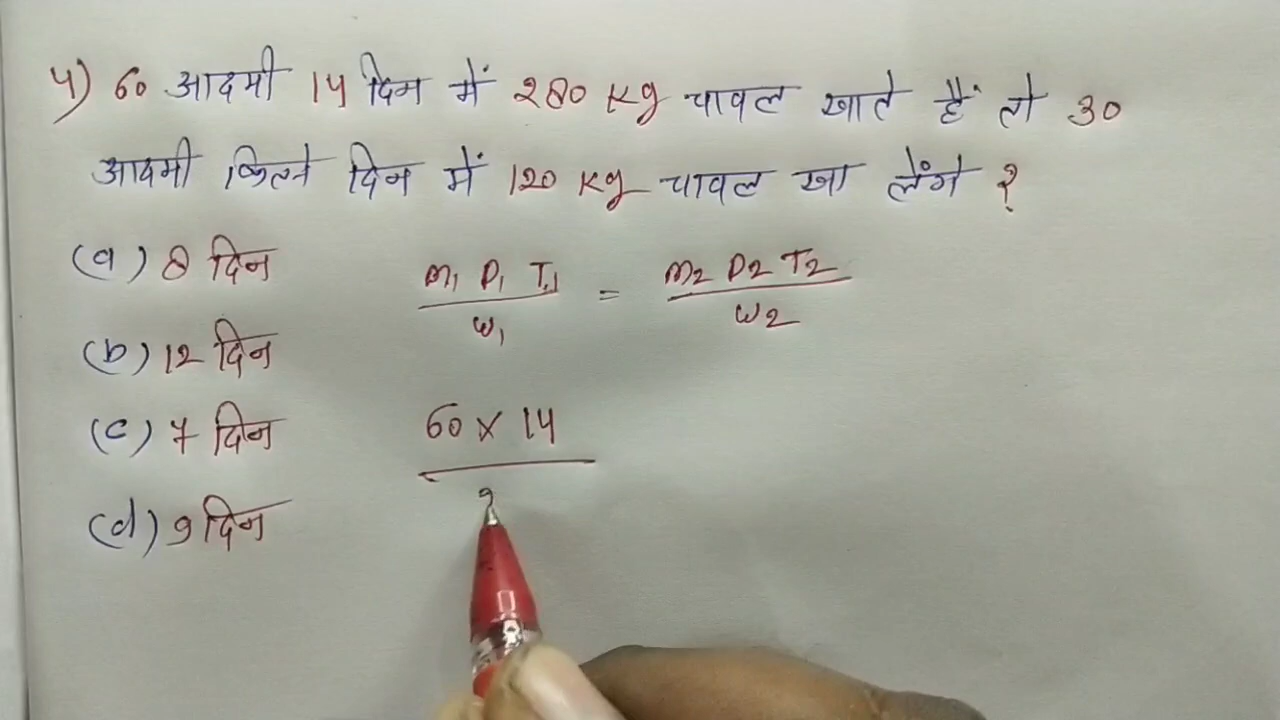 4) 60 आदमी 14 दिन में 280 kg चावल खाते हैं तो 30
आदमी कितने दिन में 120 kg चावल खा लेंगे ?
(a) 8 दिन
(b) 12 दिन
(c) 7 दिन
(d) 9 दिन
m₁ D₁ T₁ / w₁ = m₂ D₂ T₂ / w₂
60 x 14